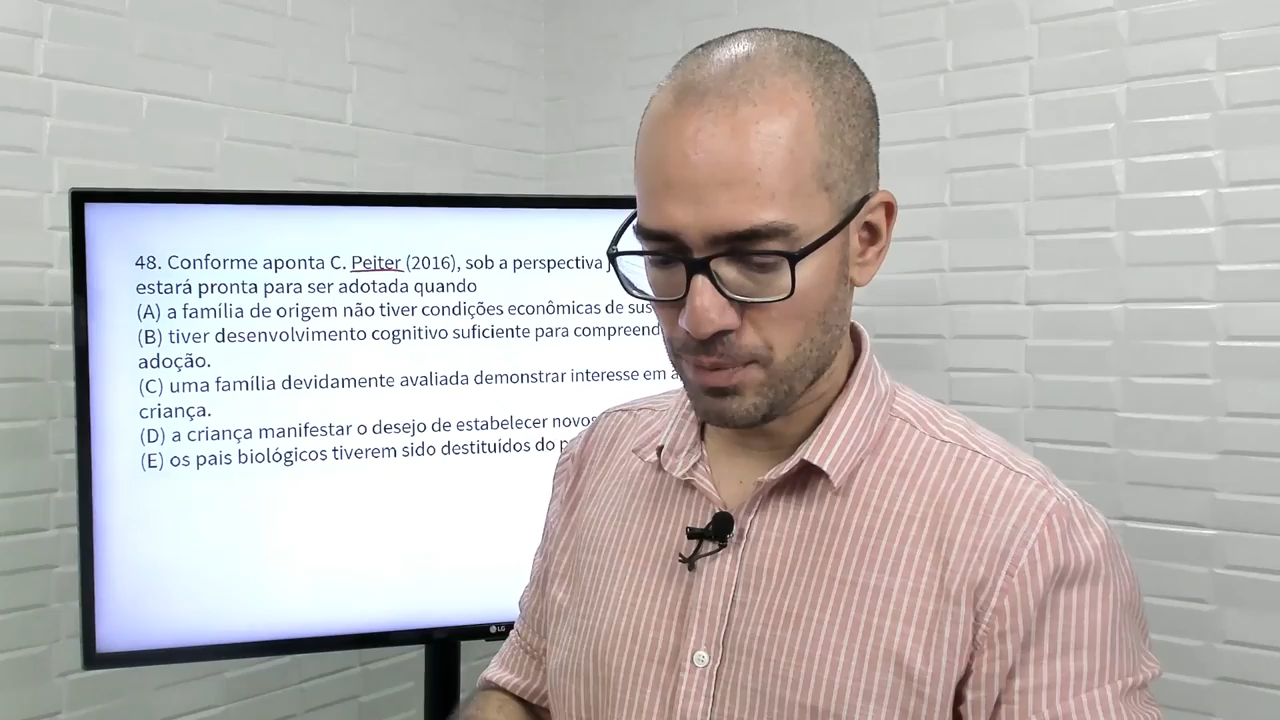 48. Conforme aponta C. Peiter (2016), sob a perspectiva
estará pronta para ser adotada quando
(A) a família de origem não tiver condições econômicas de
(B) tiver desenvolvimento cognitivo suficiente para
adoção.
(C) uma família devidamente avaliada demonstrar interesse em
criança.
(D) a criança manifestar o desejo de estabelecer novos
(E) os pais biológicos tiverem sido destituídos do
LG